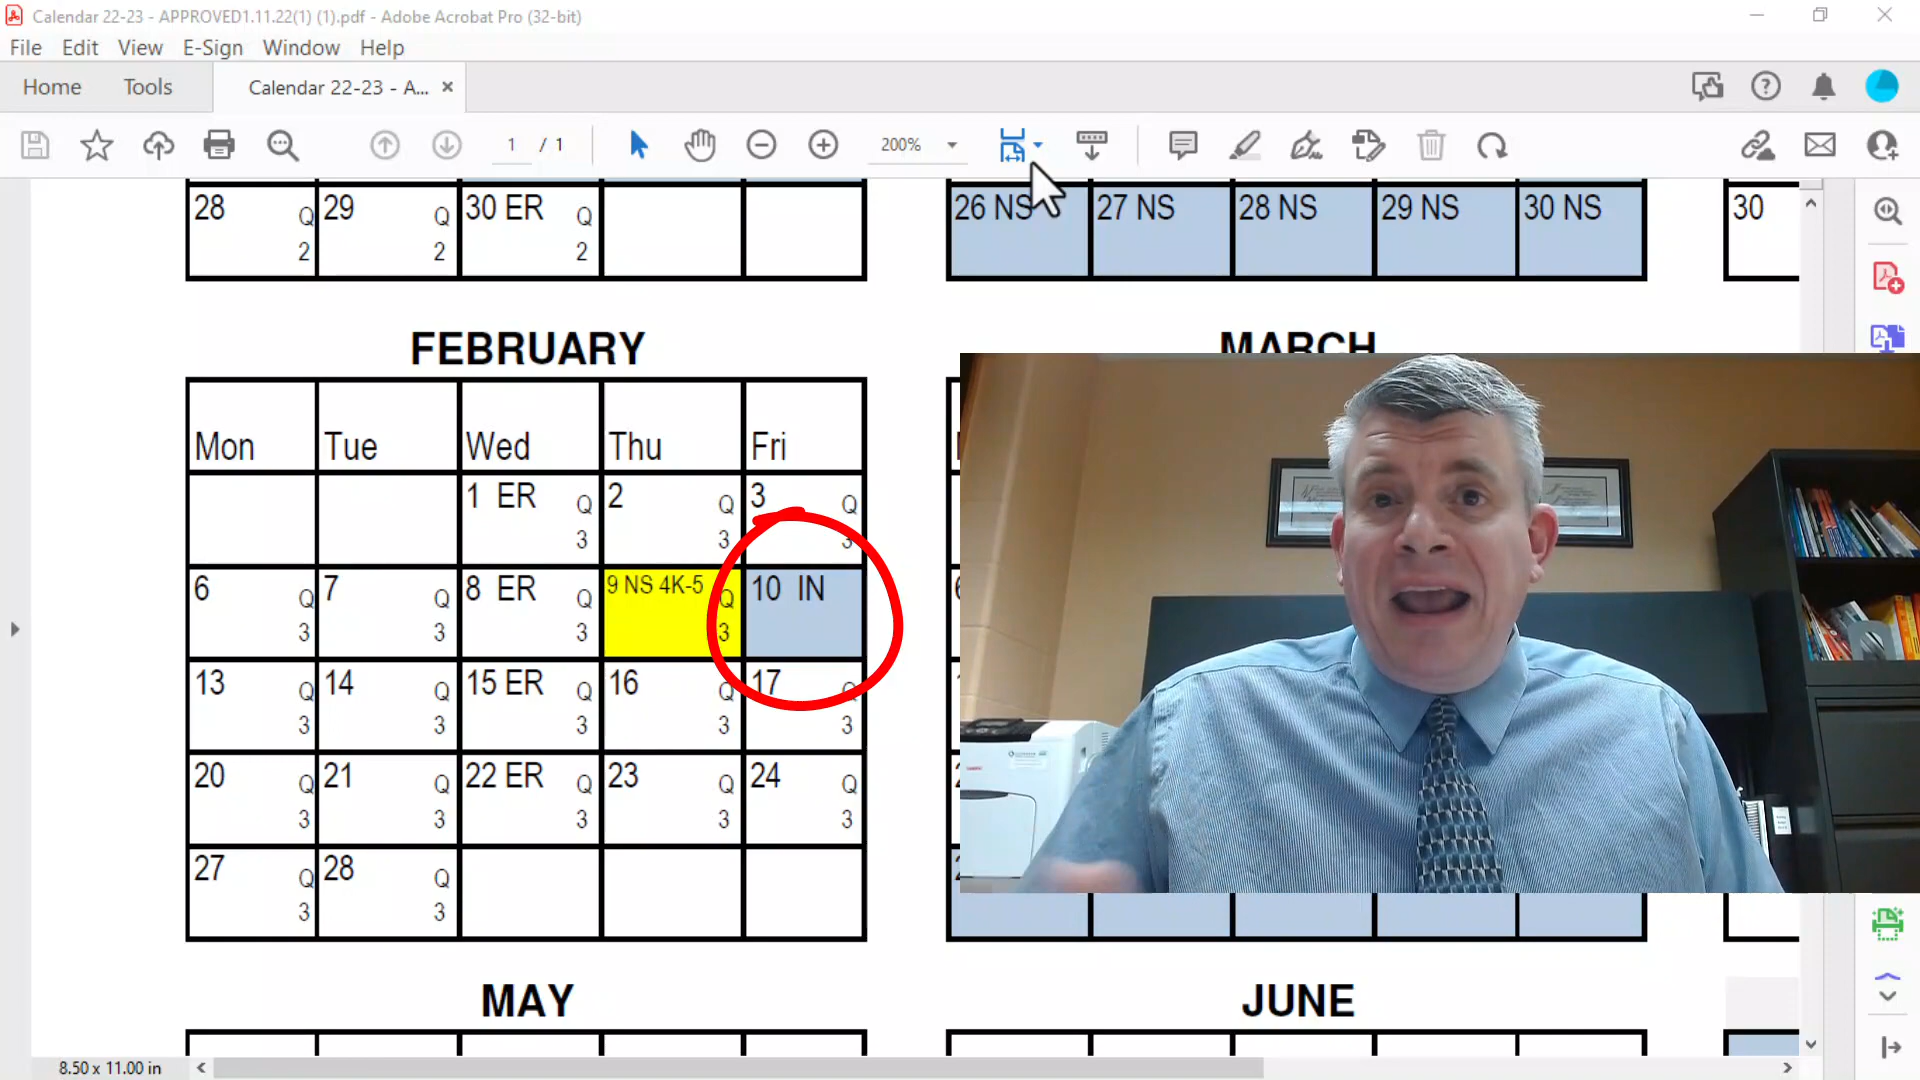 Calendar 22-23 - APPROVED1.11.22(1) (1).pdf - Adobe Acrobat Pro (32-bit)
File Edit View E-Sign Window Help
Home Tools Calendar 22-23 - A... ×
1 / 1 200%
28 Q 2 29 Q 2 30 ER Q 2
26 NS 27 NS 28 NS 29 NS 30 NS
30
FEBRUARY
MARCH
Mon Tue Wed Thu Fri
1 ER Q 3 2 Q 3 3 Q 3
6 Q 3 7 Q 3 8 ER Q 3 9 NS 4K-5 Q 3 10 IN
13 Q 3 14 Q 3 15 ER Q 3 16 Q 3 17 Q 3
20 Q 3 21 Q 3 22 ER Q 3 23 Q 3 24 Q 3
27 Q 3 28 Q 3
MAY
JUNE
8.50 x 11.00 in